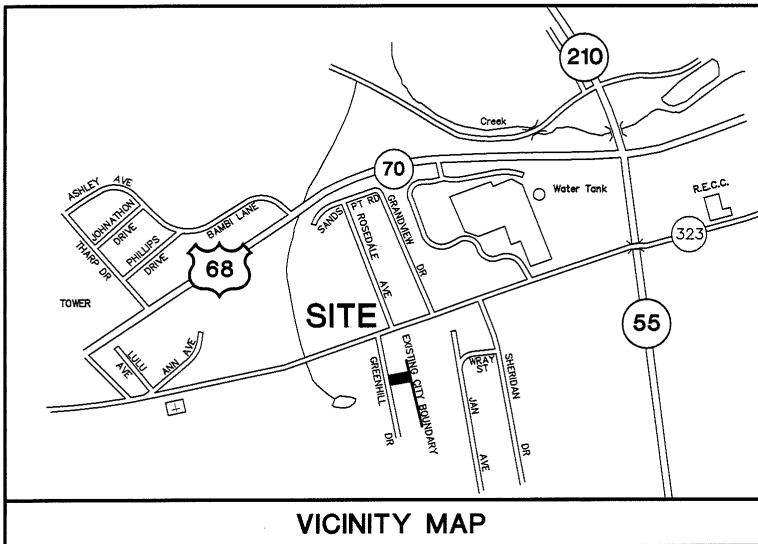 210
Creek
70
Water Tank
R.E.C.C.
323
ASHLEY AVE
JOHNATHON
DRIVE
PHILLIPS
DRIVE
THARP DR
BAMBI LANE
68
TOWER
SANDS PT RD
ROSEDALE AVE
GRANDVIEW DR
SITE
55
LULU AVE
ANN AVE
GREENHILL DR
EXISTING CITY BOUNDARY
WRAY ST
JAN AVE
SHERIDAN DR
VICINITY MAP